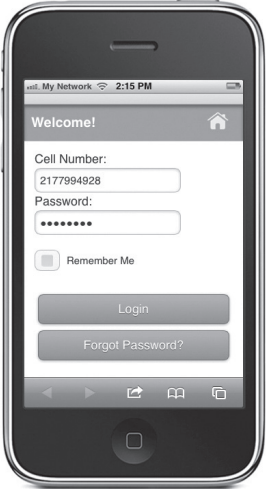 My Network 2:15 PM
Welcome!
Cell Number:
2177994928
Password:
••••••••
Remember Me
Login
Forgot Password?